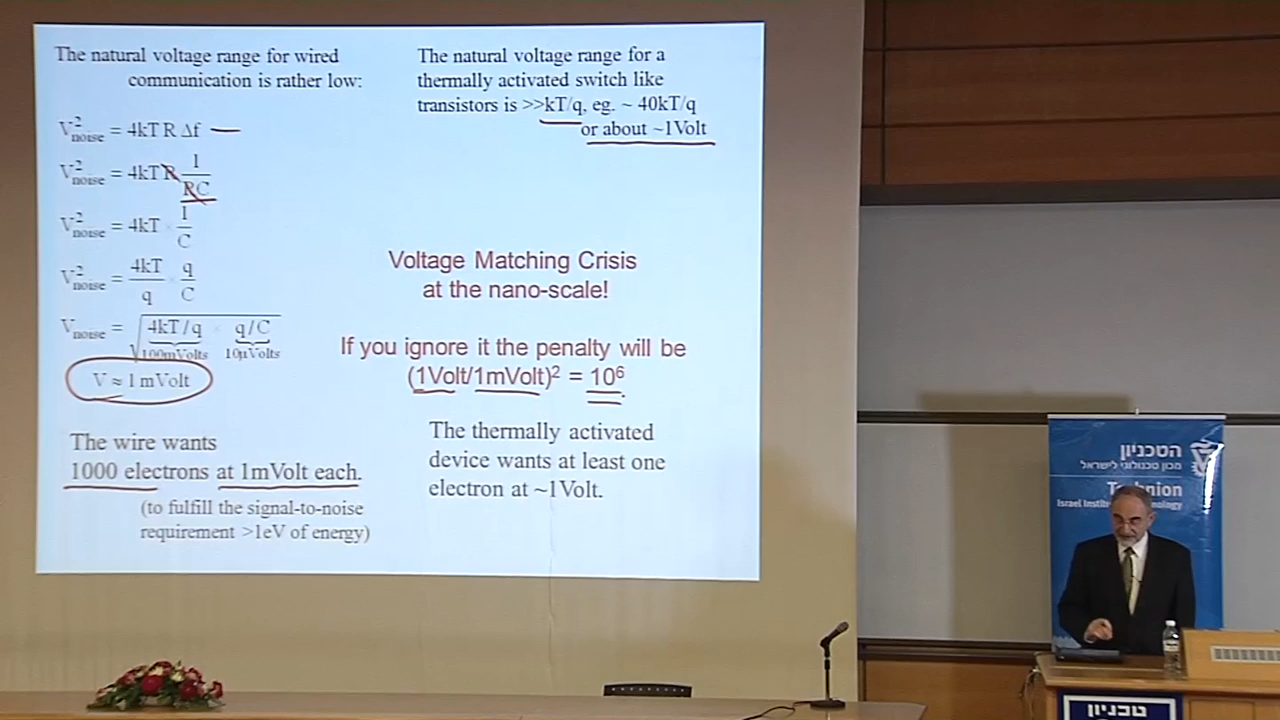 The natural voltage range for wired
communication is rather low:
V²noise = 4kT R Δf
V²noise = 4kT R 1/RC
V²noise = 4kT 1/C
V²noise = 4kT/q · q/C
Vnoise = √(4kT/q × q/C)
100mVolts 10µVolts
V ≈ 1 mVolt
The wire wants
1000 electrons at 1mVolt each.
(to fulfill the signal-to-noise
requirement >1eV of energy)
The natural voltage range for a
thermally activated switch like
transistors is >>kT/q, eg. ~ 40kT/q
or about ~1Volt
Voltage Matching Crisis
at the nano-scale!
If you ignore it the penalty will be
(1Volt/1mVolt)² = 10⁶
The thermally activated
device wants at least one
electron at ~1Volt.
הטכניון
מכון טכנולוגי לישראל
Technion
Israel
טכניון